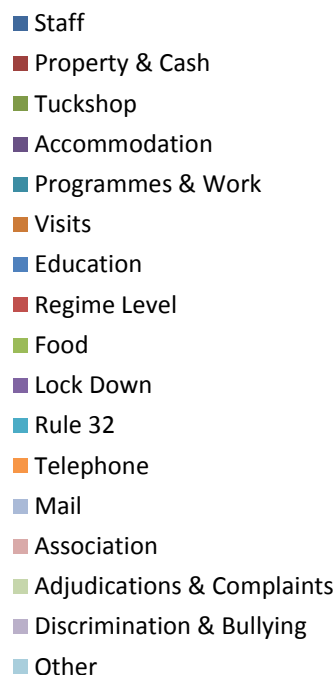 Staff
Property & Cash
Tuckshop
Accommodation
Programmes & Work
Visits
Education
Regime Level
Food
Lock Down
Rule 32
Telephone
Mail
Association
Adjudications & Complaints
Discrimination & Bullying
Other